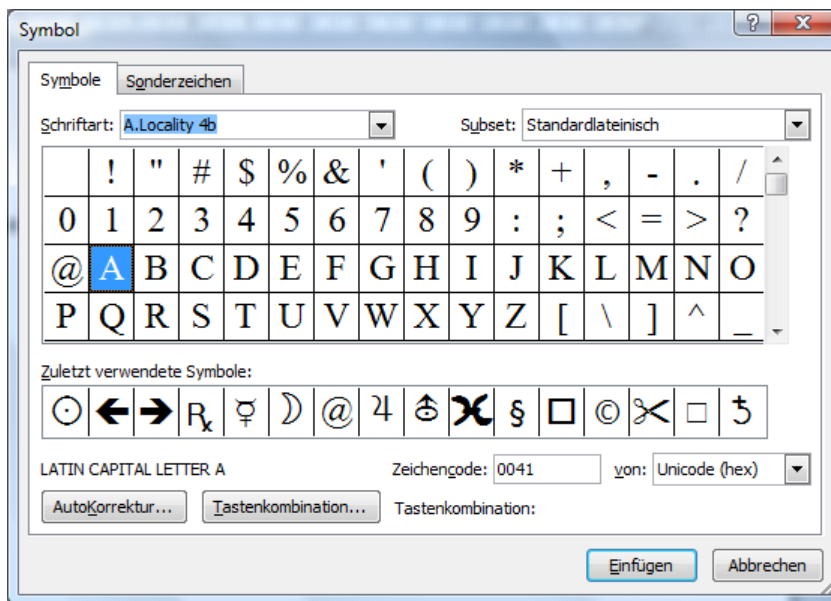 Symbol
Symbole Sonderzeichen
Schriftart: A.Locality 4b Subset: Standardlateinisch
! " # $ % & ' ( ) * + , - . /
0 1 2 3 4 5 6 7 8 9 : ; < = > ?
@ A B C D E F G H I J K L M N O
P Q R S T U V W X Y Z [ \ ] ^ _
Zuletzt verwendete Symbole:
☉ 🡸 🡺 ℞ ☿ ☽ @ ♃ ⛢ ♓ § □ © ✂ □ ♄
LATIN CAPITAL LETTER A Zeichencode: 0041 von: Unicode (hex)
AutoKorrektur... Tastenkombination... Tastenkombination:
Einfügen Abbrechen